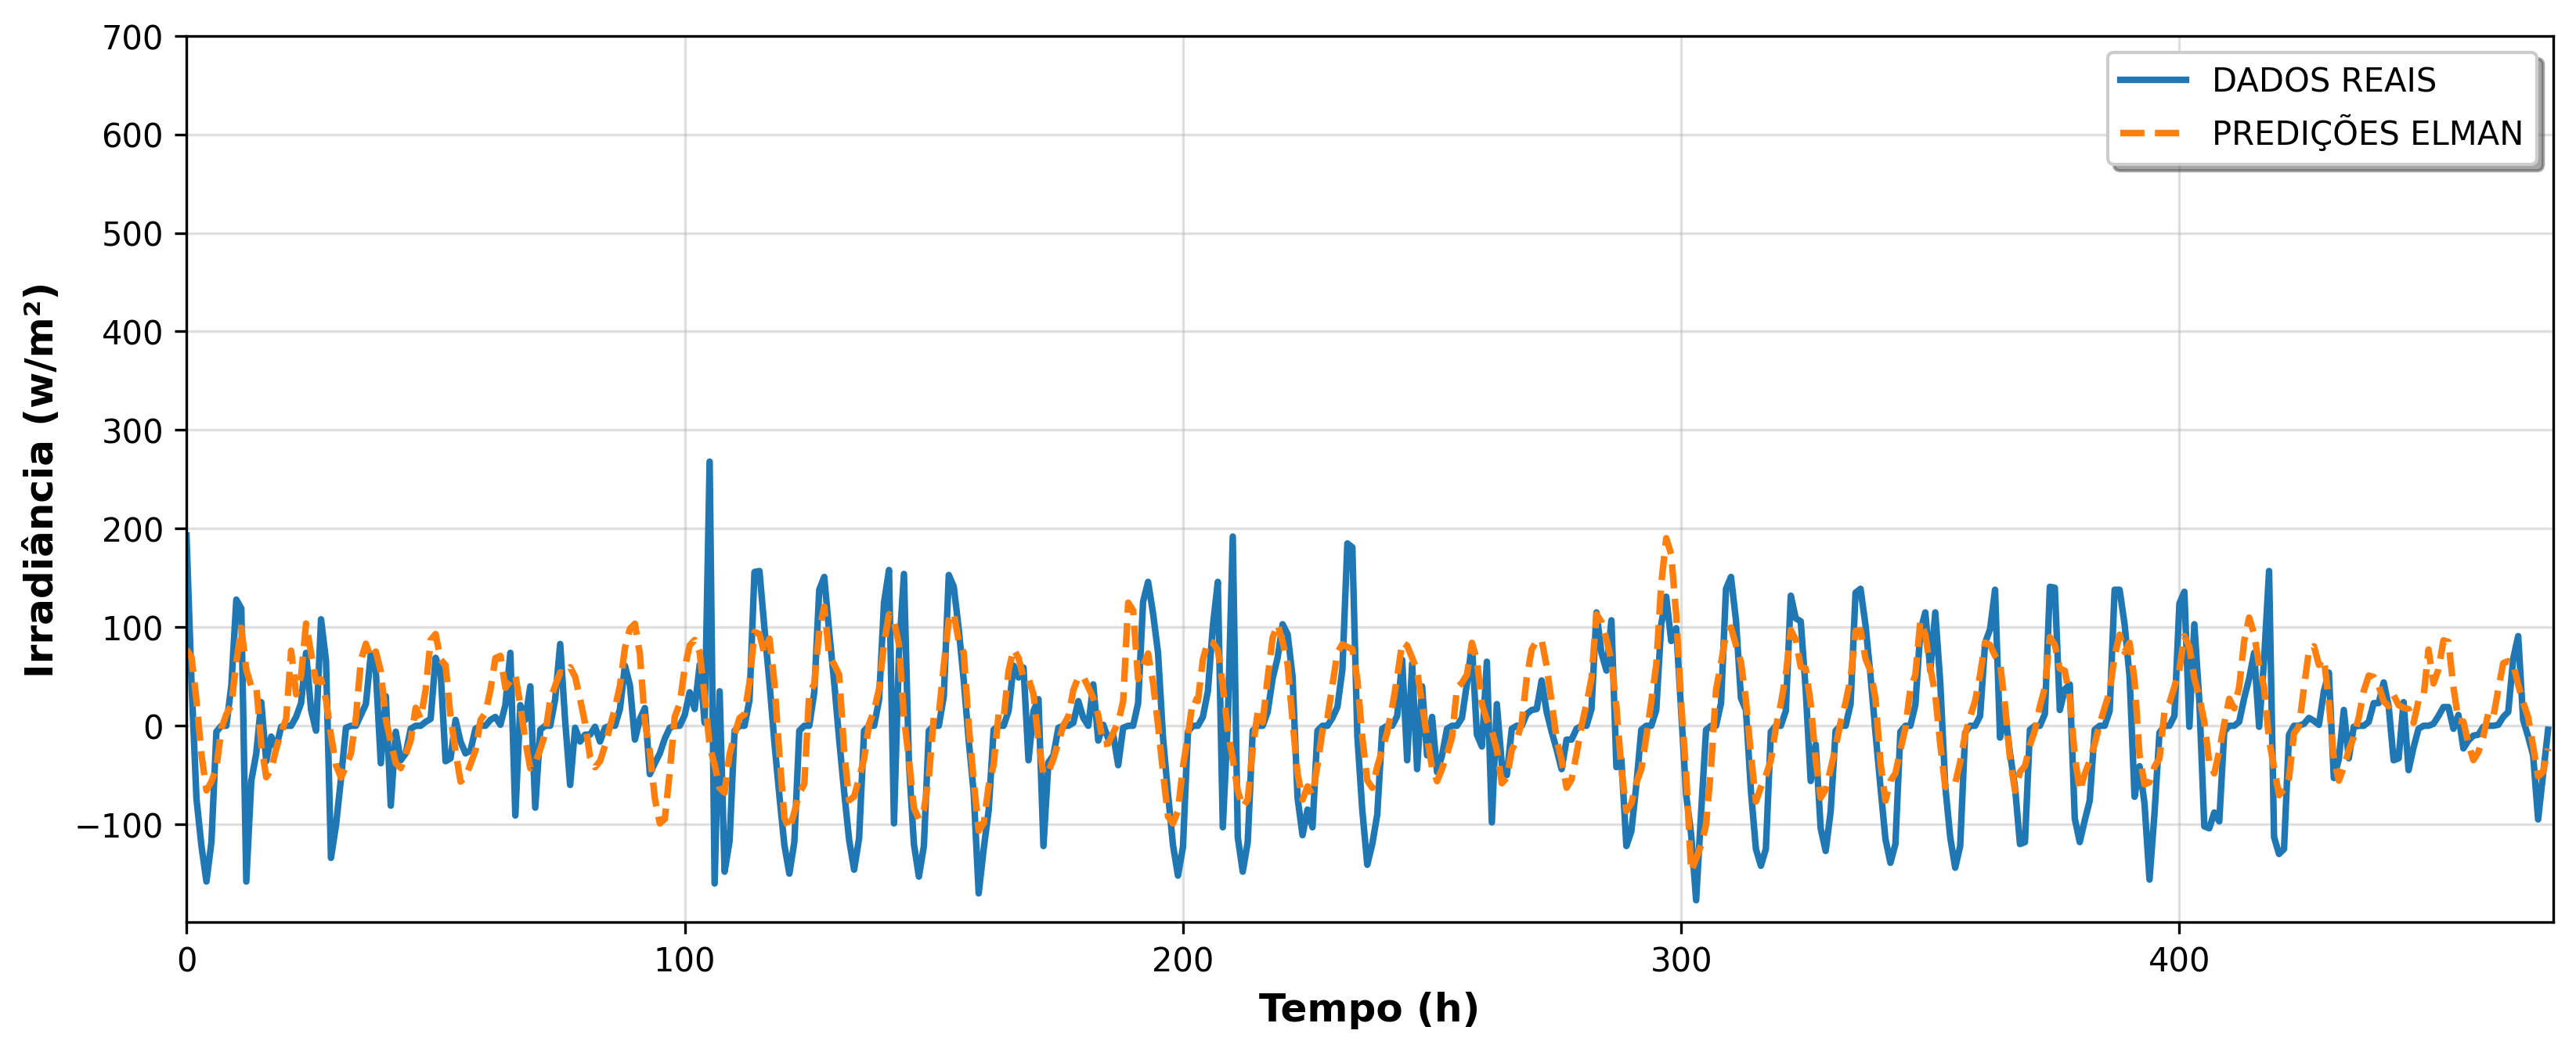 700
600
500
400
300
200
100
0
−100
0 100 200 300 400
Irradiância (w/m²)
Tempo (h)
DADOS REAIS
PREDIÇÕES ELMAN